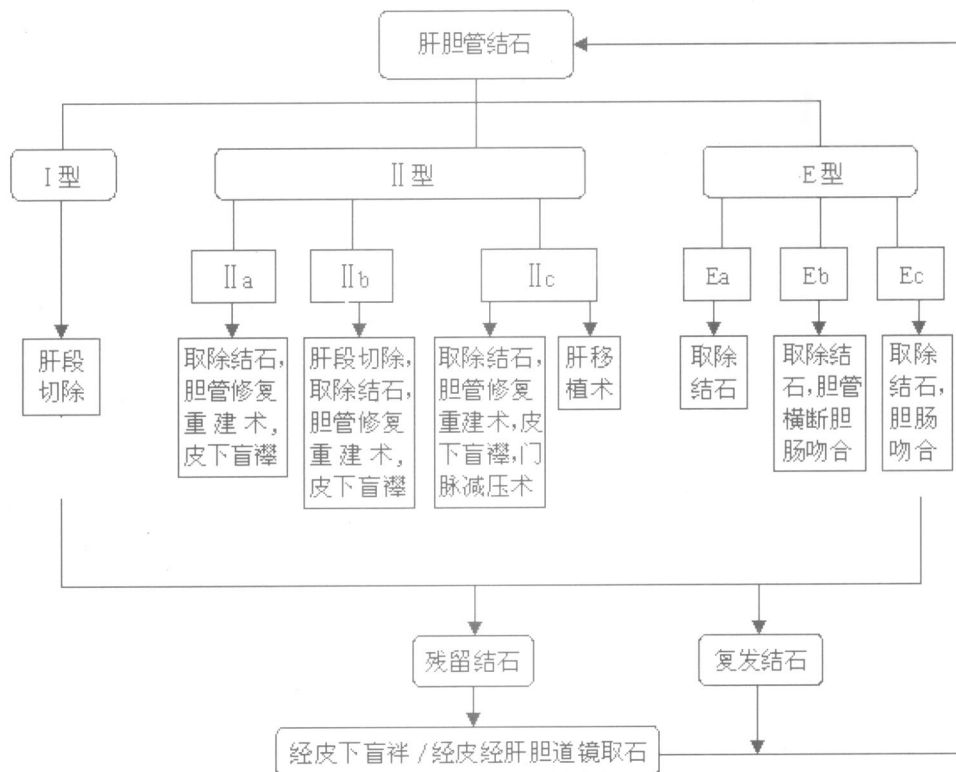 肝胆管结石
I型
II型
E型
IIa
IIb
IIc
Ea
Eb
Ec
肝段
切除
取除结石,
胆管修复
重建术,
皮下盲襻
肝段切除,
取除结石,
胆管修复
重建术,
皮下盲襻
取除结石,
胆管修复
重建术,皮
下盲襻,门
脉减压术
肝移
植术
取除
结石
取除结
石,胆管
横断胆
肠吻合
取除
结石,
胆肠
吻合
残留结石
复发结石
经皮下盲袢/经皮经肝胆道镜取石